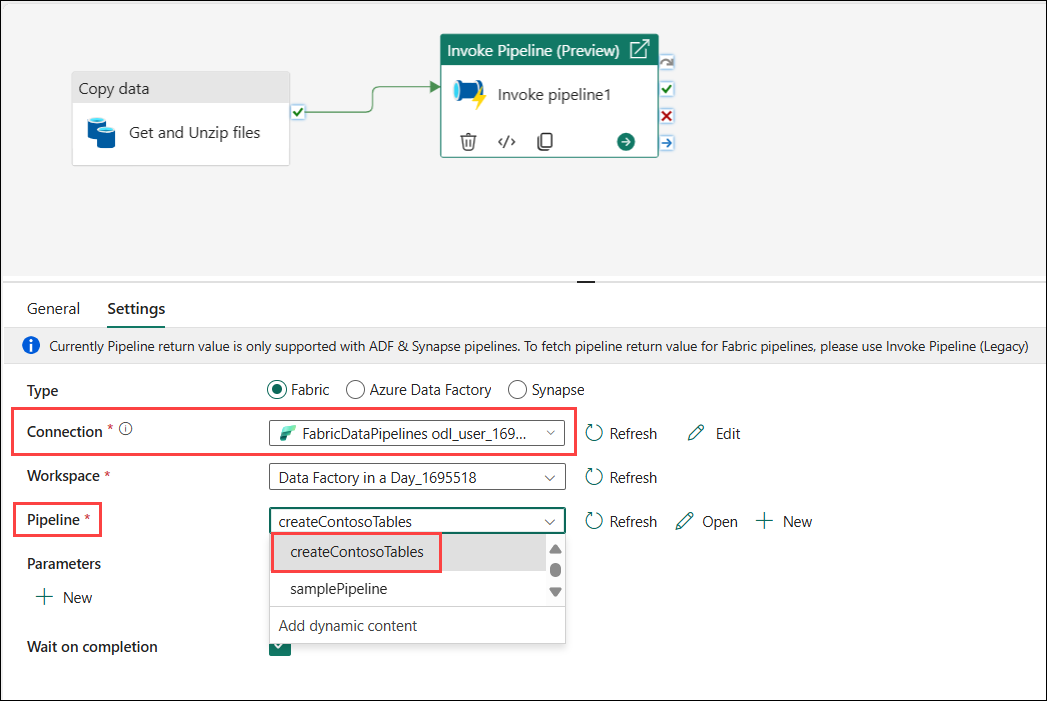 Invoke Pipeline (Preview)
Copy data
Invoke pipeline1
Get and Unzip files
General Settings
Currently Pipeline return value is only supported with ADF & Synapse pipelines. To fetch pipeline return value for Fabric pipelines, please use Invoke Pipeline (Legacy)
Type Fabric Azure Data Factory Synapse
Connection * FabricDataPipelines odl_user_169... Refresh Edit
Workspace * Data Factory in a Day_1695518 Refresh
Pipeline * createContosoTables Refresh Open New
createContosoTables
Parameters
samplePipeline
New
Add dynamic content
Wait on completion